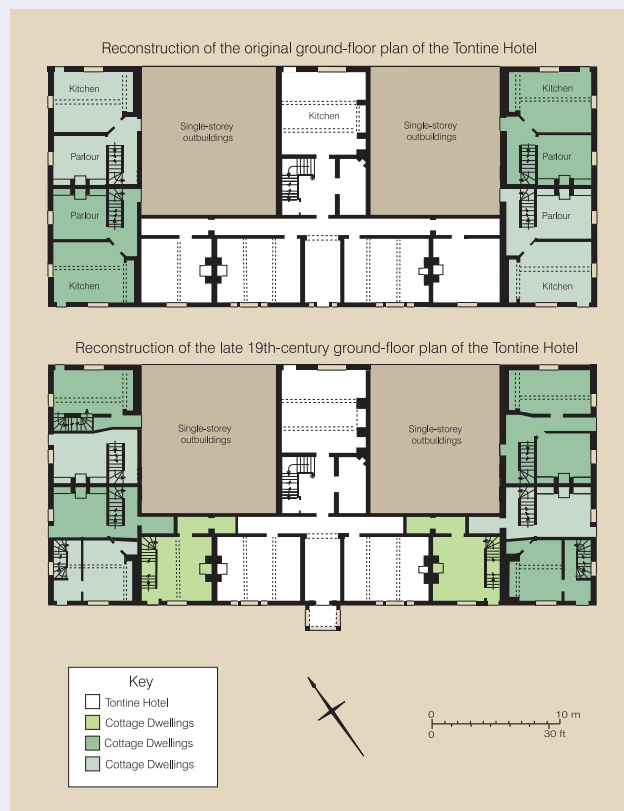 Reconstruction of the original ground-floor plan of the Tontine Hotel
Kitchen
Kitchen
Kitchen
Single-storey
outbuildings
Single-storey
outbuildings
Parlour
Parlour
Parlour
Parlour
Kitchen
Kitchen
Reconstruction of the late 19th-century ground-floor plan of the Tontine Hotel
Single-storey
outbuildings
Single-storey
outbuildings
Key
Tontine Hotel
Cottage Dwellings
Cottage Dwellings
Cottage Dwellings
0 10 m
0 30 ft